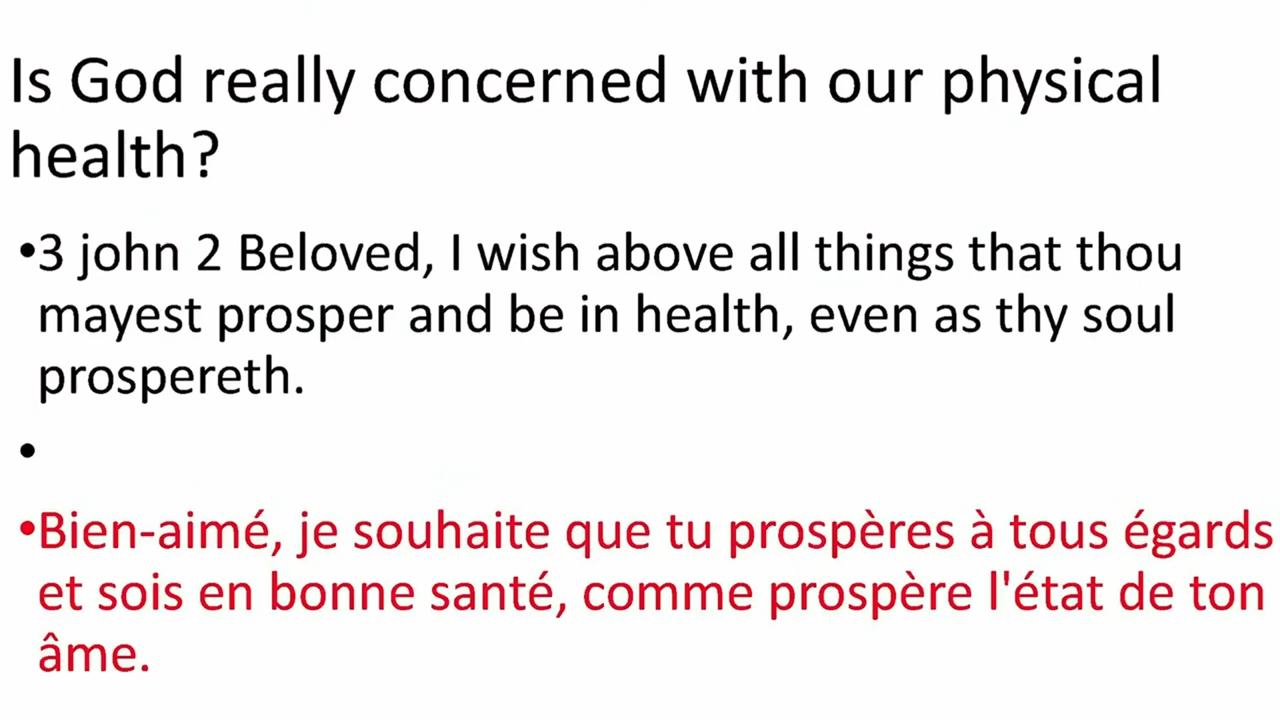 Is God really concerned with our physical
health?
•3 john 2 Beloved, I wish above all things that thou
mayest prosper and be in health, even as thy soul
prospereth.
•
•Bien-aimé, je souhaite que tu prospères à tous égards
et sois en bonne santé, comme prospère l'état de ton
âme.